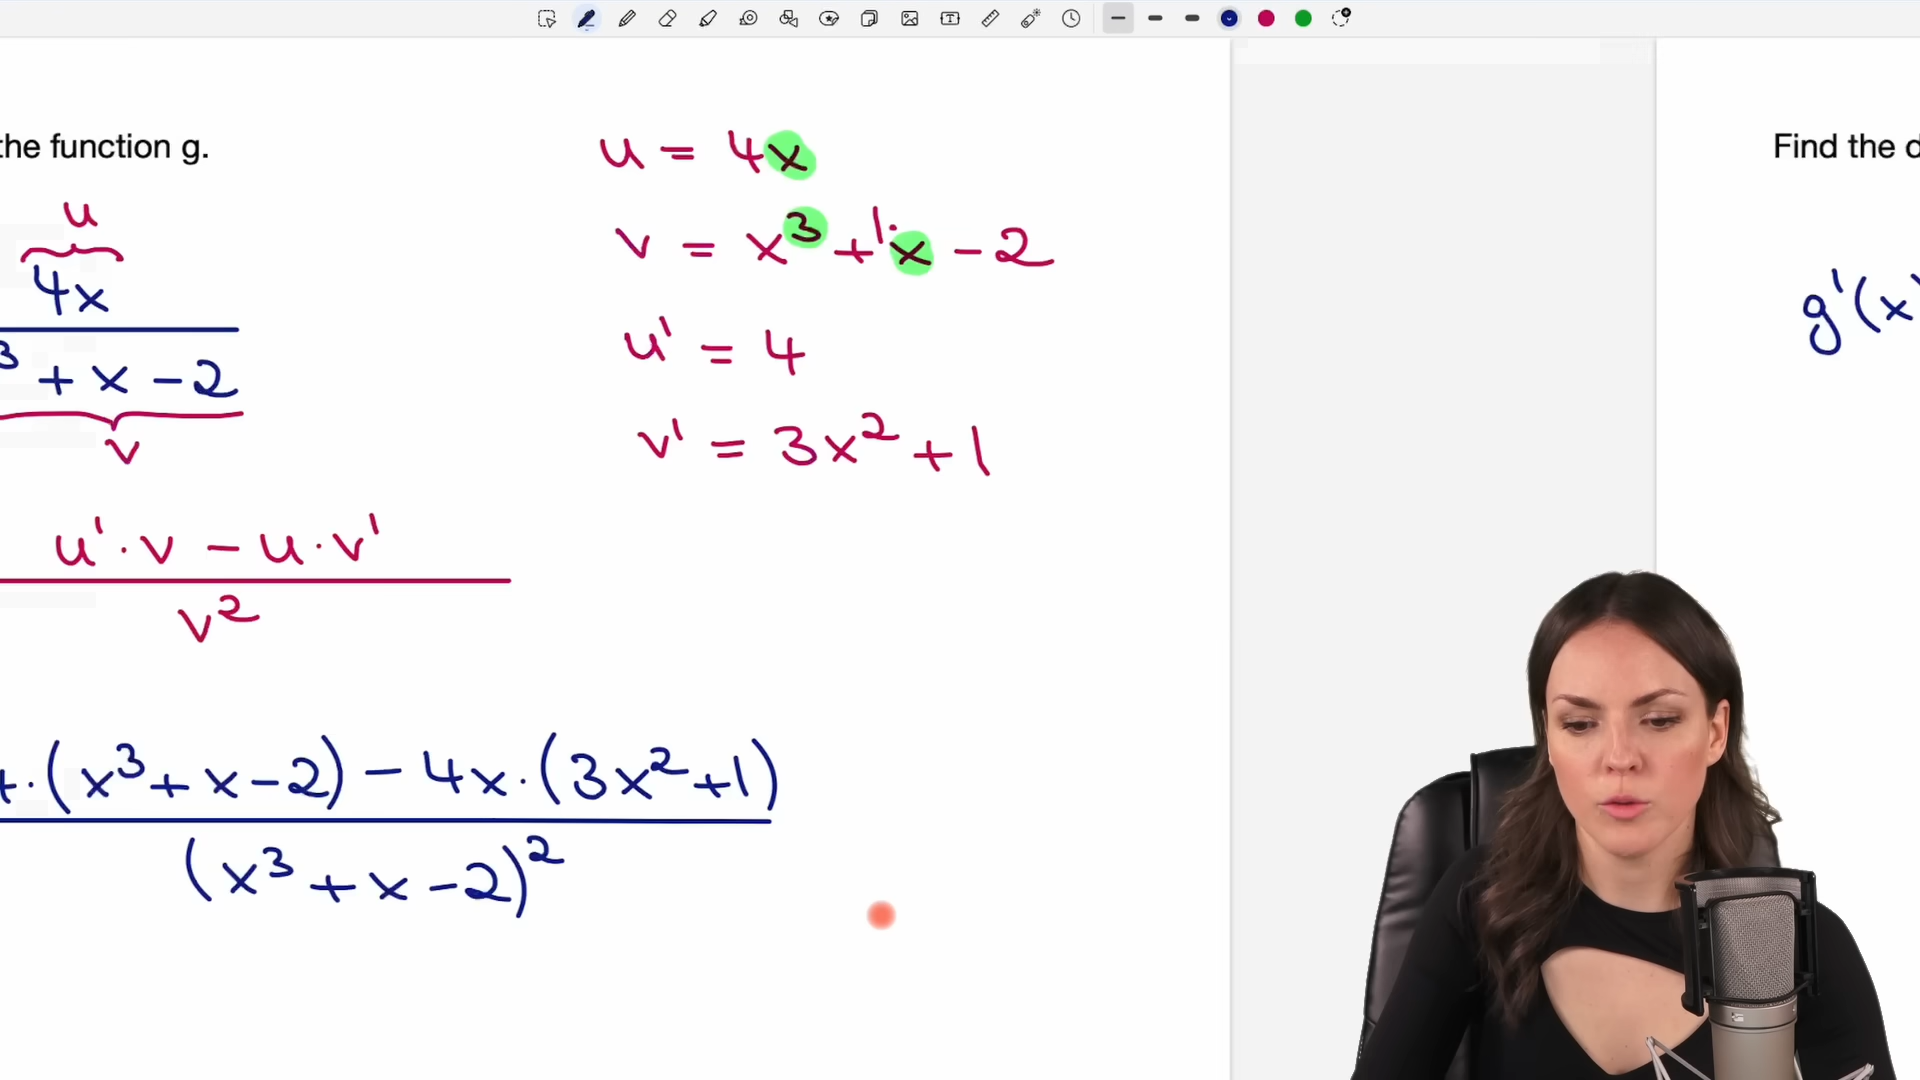 the function g.
u
4x
3 + x - 2
v
u' · v - u · v'
v²
· (x³ + x - 2) - 4x · (3x² + 1)
(x³ + x - 2)²
u = 4x
v = x³ + 1·x - 2
u' = 4
v' = 3x² + 1
Find the d
g'(x)